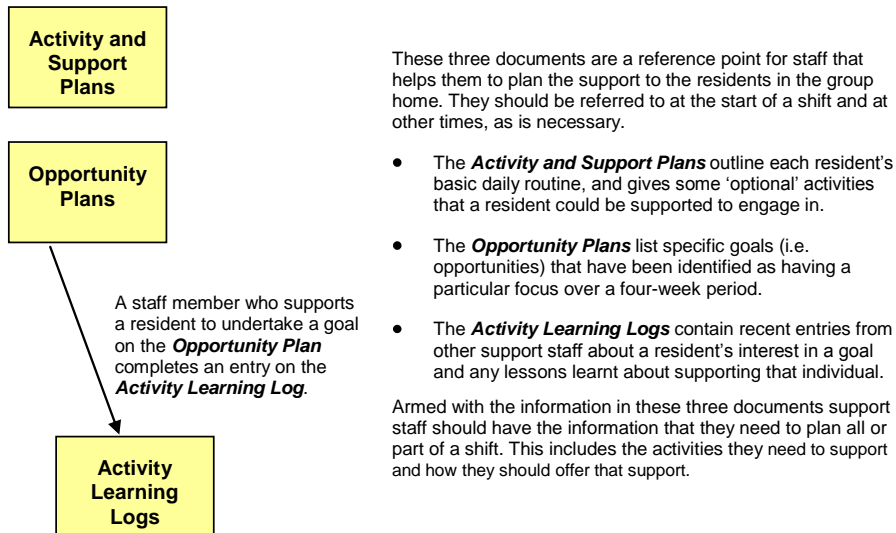 Activity and
Support
Plans
Opportunity
Plans
A staff member who supports
a resident to undertake a goal
on the Opportunity Plan
completes an entry on the
Activity Learning Log.
Activity
Learning
Logs
These three documents are a reference point for staff that
helps them to plan the support to the residents in the group
home. They should be referred to at the start of a shift and at
other times, as is necessary.
• The Activity and Support Plans outline each resident's
basic daily routine, and gives some ‘optional’ activities
that a resident could be supported to engage in.
• The Opportunity Plans list specific goals (i.e.
opportunities) that have been identified as having a
particular focus over a four-week period.
• The Activity Learning Logs contain recent entries from
other support staff about a resident’s interest in a goal
and any lessons learnt about supporting that individual.
Armed with the information in these three documents support
staff should have the information that they need to plan all or
part of a shift. This includes the activities they need to support
and how they should offer that support.